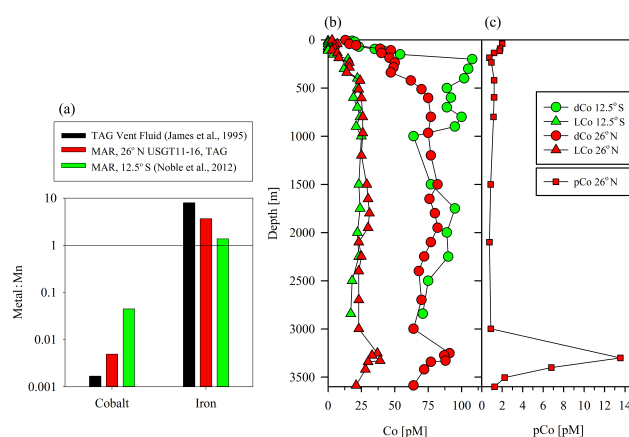 (a)
TAG Vent Fluid (James et al., 1995)
MAR, 26° N USGT11-16, TAG
MAR, 12.5° S (Noble et al., 2012)
Metal:Mn
10
1
0.1
0.01
0.001
Cobalt Iron
(b)
Depth [m]
0
500
1000
1500
2000
2500
3000
3500
0 25 50 75 100
Co [pM]
(c)
dCo 12.5° S
LCo 12.5° S
dCo 26° N
LCo 26° N
pCo 26° N
0 2 4 6 8 10 12 14
pCo [pM]